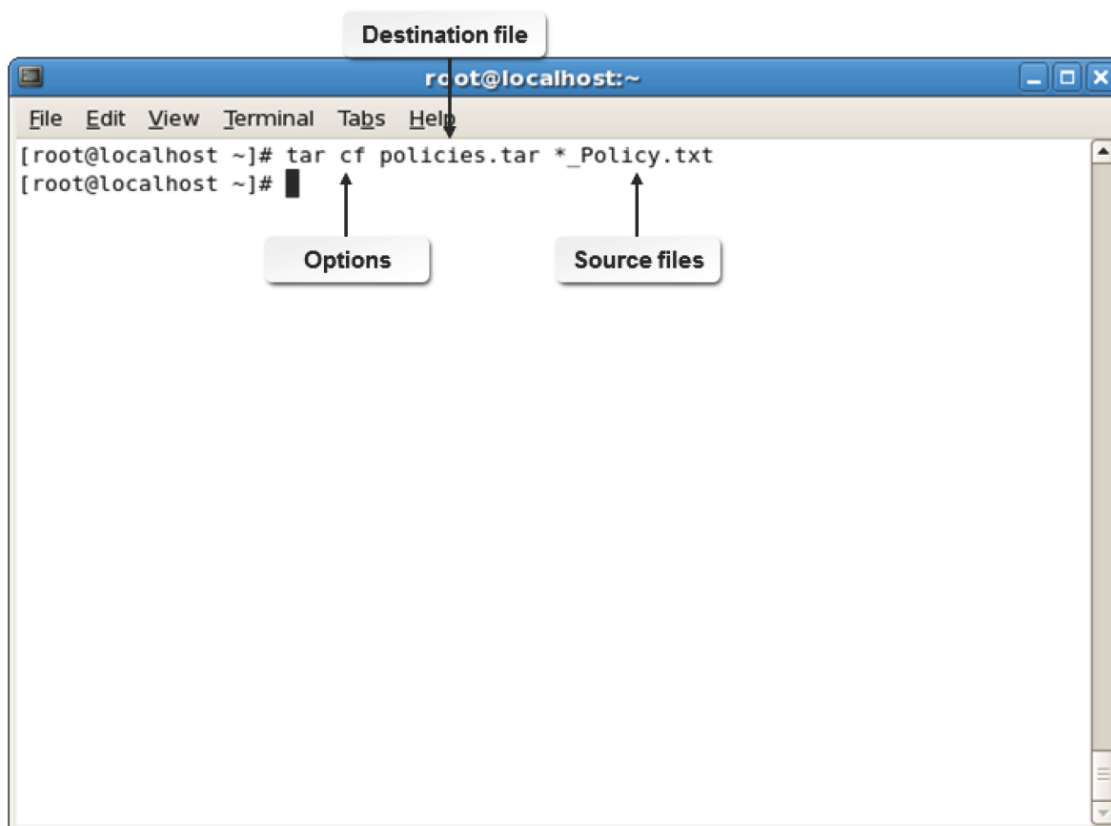 Destination file
root@localhost:~
File Edit View Terminal Tabs Help
[root@localhost ~]# tar cf policies.tar *_Policy.txt
[root@localhost ~]#
Options
Source files